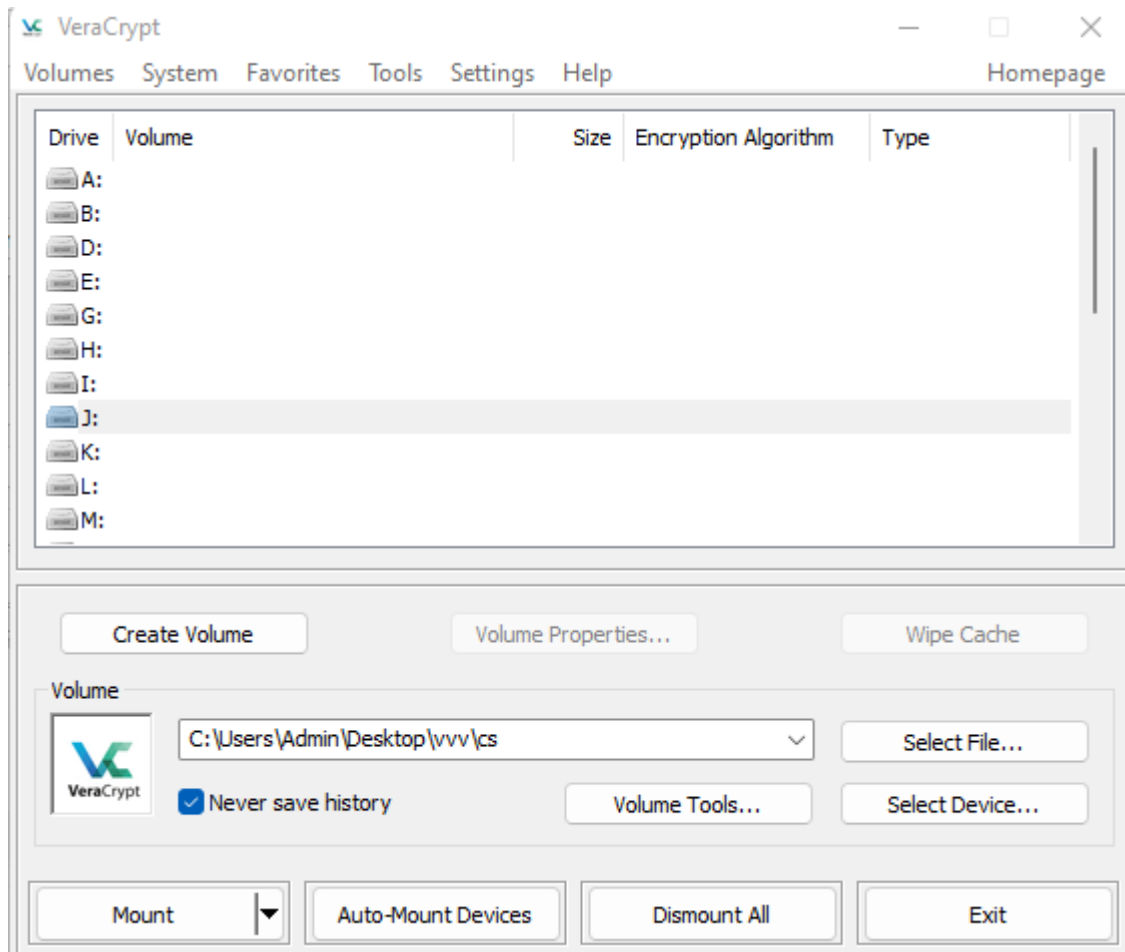 VeraCrypt
Volumes System Favorites Tools Settings Help Homepage
Drive Volume Size Encryption Algorithm Type
A:
B:
D:
E:
G:
H:
I:
J:
K:
L:
M:
Create Volume Volume Properties... Wipe Cache
Volume
C:\Users\Admin\Desktop\vvv\cs Select File...
VeraCrypt
Never save history Volume Tools... Select Device...
Mount Auto-Mount Devices Dismount All Exit